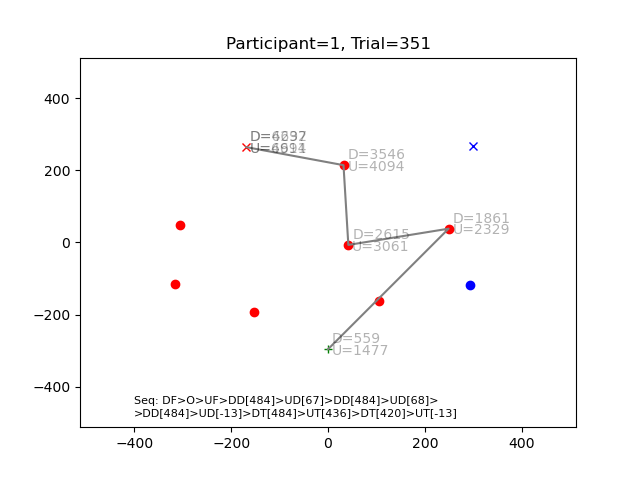 Participant=1, Trial=351
400
200
0
−200
−400
D=3546
U=4094
D=1861
U=2329
D=2615
U=3061
D=559
U=1477
Seq: DF>O>UF>DD[484]>UD[67]>DD[484]>UD[68]>
>DD[484]>UD[-13]>DT[484]>UT[436]>DT[420]>UT[-13]
−400
−200
0
200
400